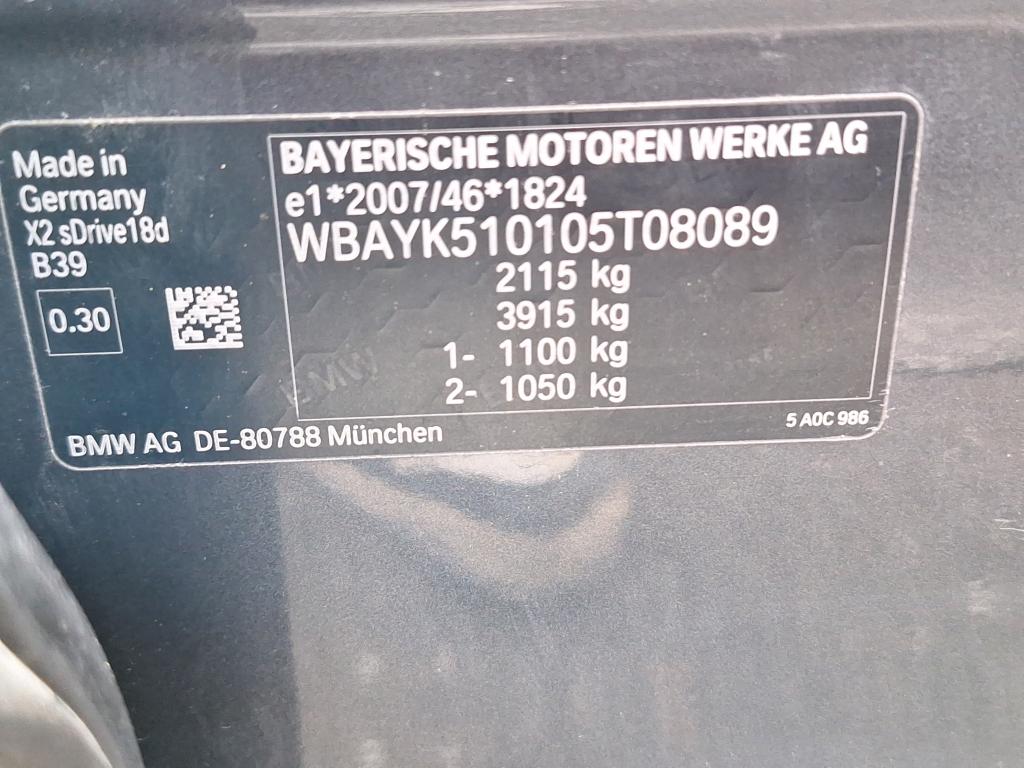 Made in
Germany
X2 sDrive18d
B39
0.30
BAYERISCHE MOTOREN WERKE AG
e1*2007/46*1824
WBAYK510105T08089
2115 kg
3915 kg
1- 1100 kg
2- 1050 kg
BMW AG DE-80788 München
5 A0C 986